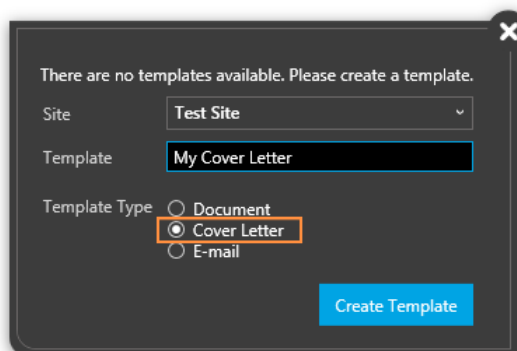 There are no templates available. Please create a template.
Site Test Site
Template My Cover Letter
Template Type Document
Cover Letter
E-mail
Create Template